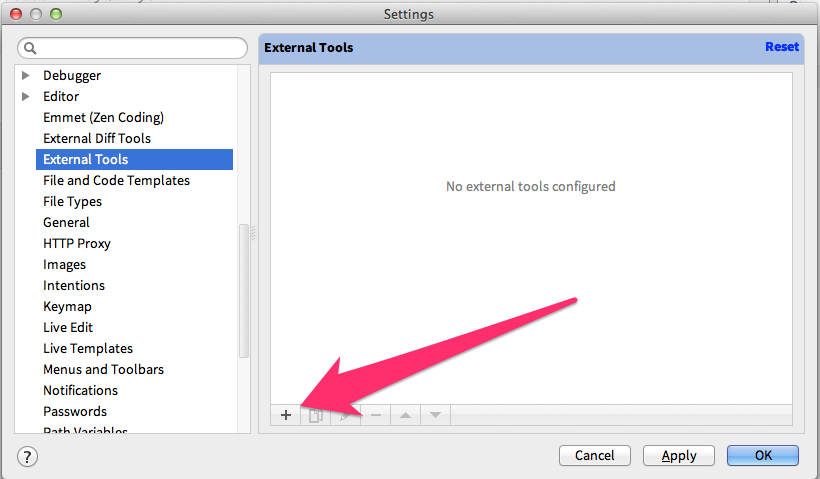 Settings
External Tools
Reset
Debugger
Editor
Emmet (Zen Coding)
External Diff Tools
External Tools
File and Code Templates
File Types
General
HTTP Proxy
Images
Intentions
Keymap
Live Edit
Live Templates
Menus and Toolbars
Notifications
Passwords
Path Variables
No external tools configured
?
Cancel
Apply
OK